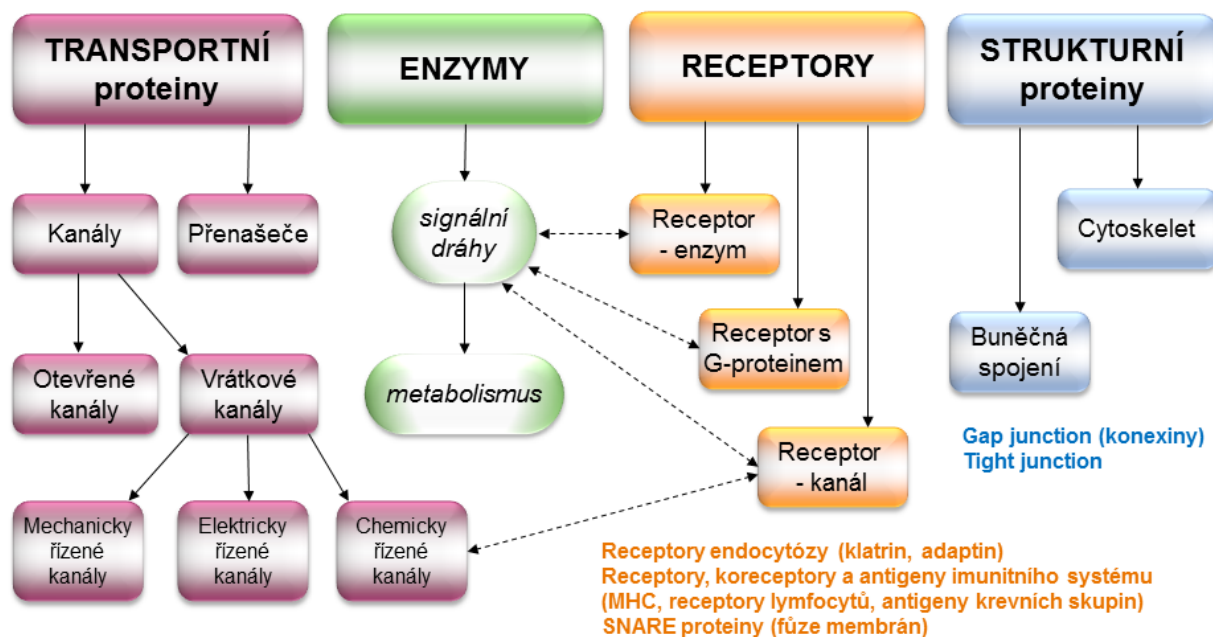 TRANSPORTNÍ
proteiny
ENZYMY
RECEPTORY
STRUKTURNÍ
proteiny
Kanály
Přenašeče
signální
dráhy
Receptor
- enzym
Cytoskelet
Otevřené
kanály
Vrátkové
kanály
metabolismus
Receptor s
G-proteinem
Buněčná
spojení
Gap junction (konexiny)
Tight junction
Receptor
- kanál
Mechanicky
řízené
kanály
Elektricky
řízené
kanály
Chemicky
řízené
kanály
Receptory endocytózy (klatrin, adaptin)
Receptory, koreceptory a antigeny imunitního systému
(MHC, receptory lymfocytů, antigeny krevních skupin)
SNARE proteiny (fůze membrán)